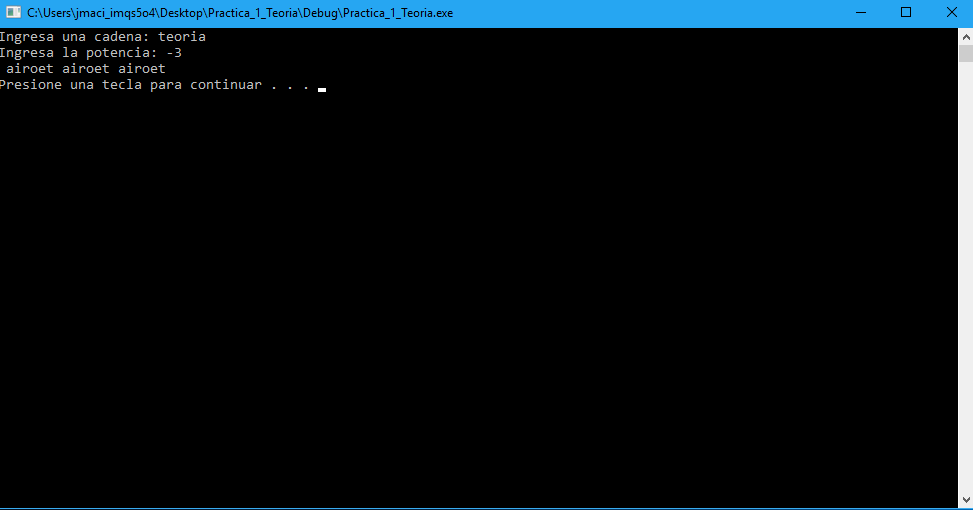 C:\Users\jmaci_imqs5o4\Desktop\Practica_1_Teoria\Debug\Practica_1_Teoria.exe
Ingresa una cadena: teoria
Ingresa la potencia: -3
 airoet airoet airoet
Presione una tecla para continuar . . .